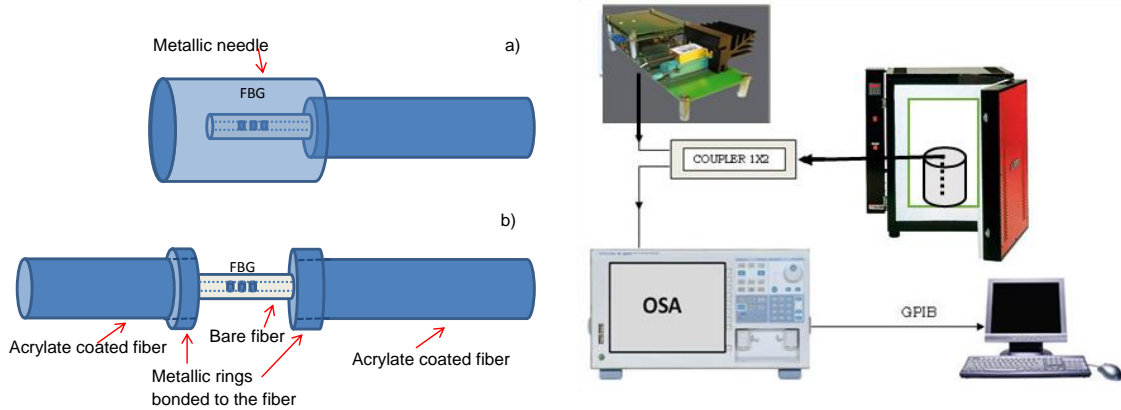 Metallic needle
a)
FBG
b)
FBG
Bare fiber
Acrylate coated fiber
Acrylate coated fiber
Metallic rings
bonded to the fiber
COUPLER 1X2
OSA
GPIB